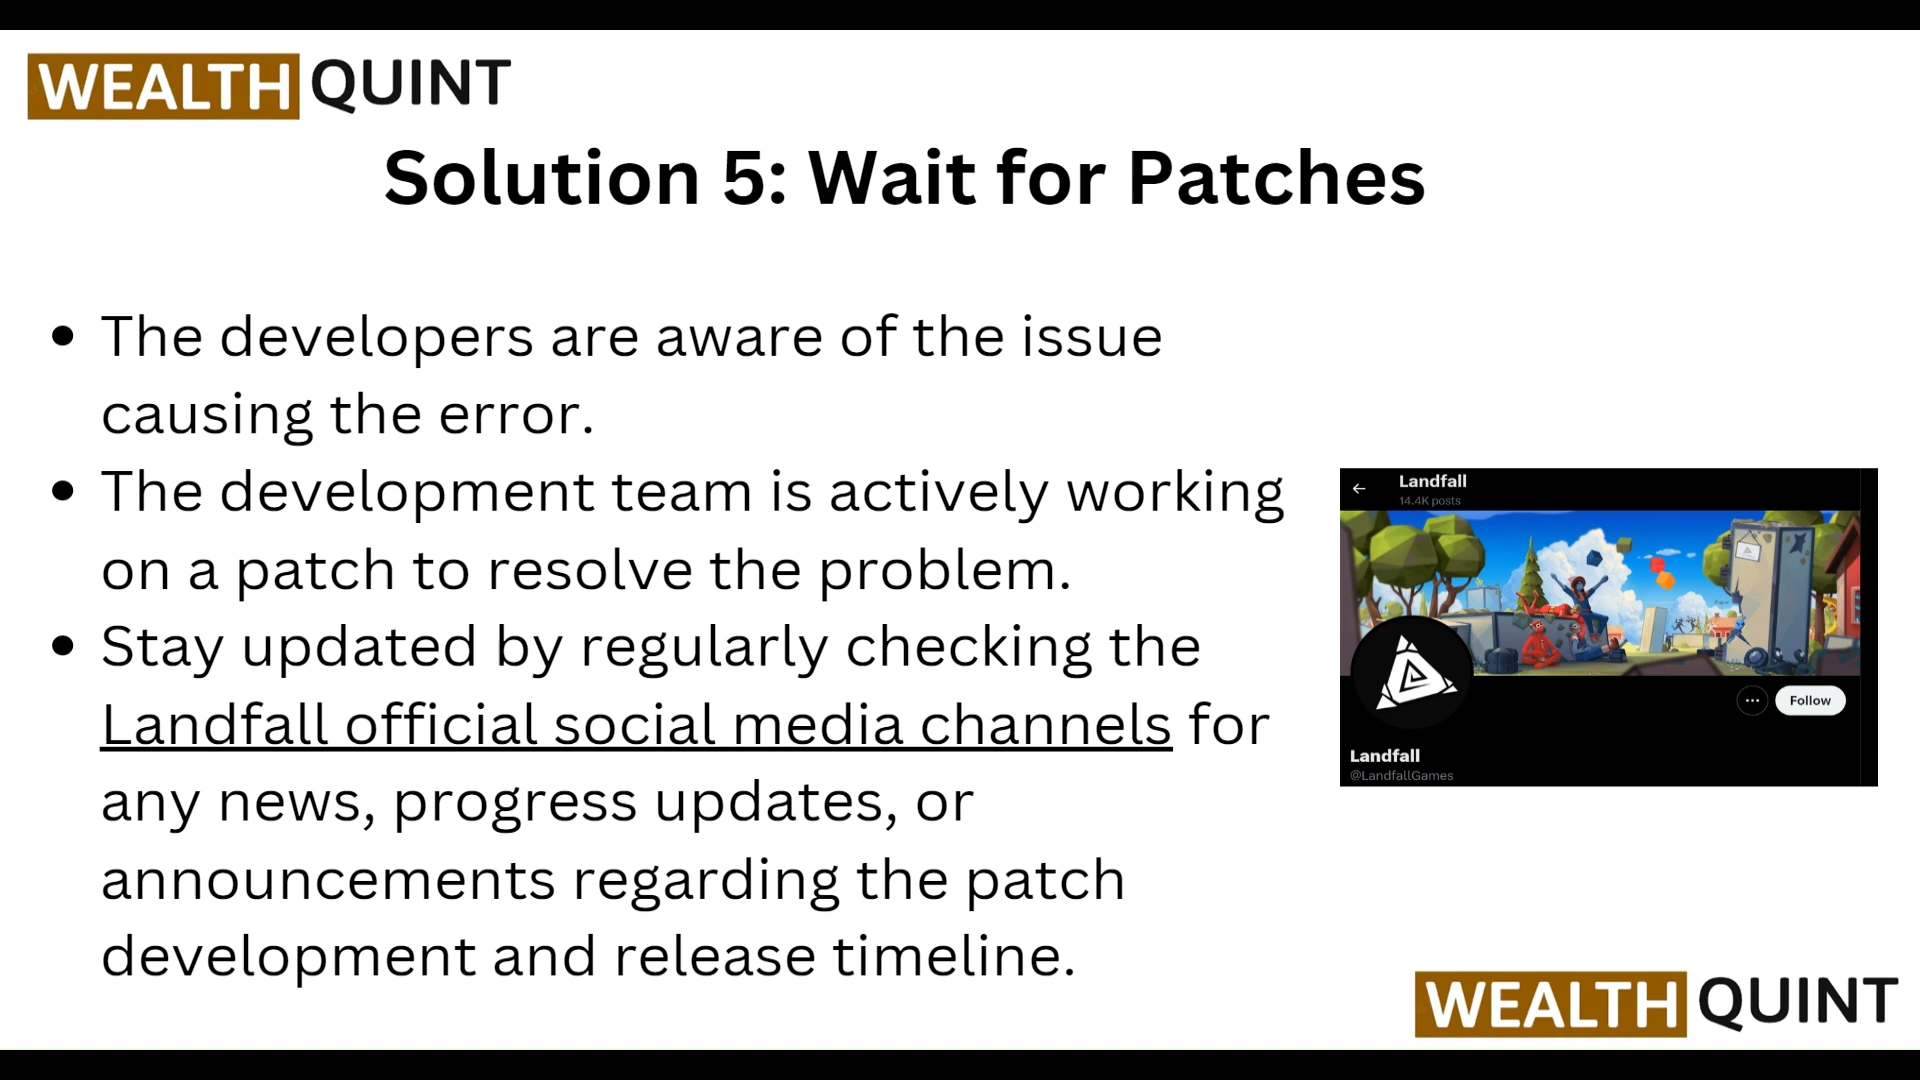 WEALTH QUINT
Solution 5: Wait for Patches
• The developers are aware of the issue
causing the error.
• The development team is actively working
on a patch to resolve the problem.
• Stay updated by regularly checking the
Landfall official social media channels for
any news, progress updates, or
announcements regarding the patch
development and release timeline.
Landfall
14.4K posts
Follow
Landfall
@LandfallGames
WEALTH QUINT